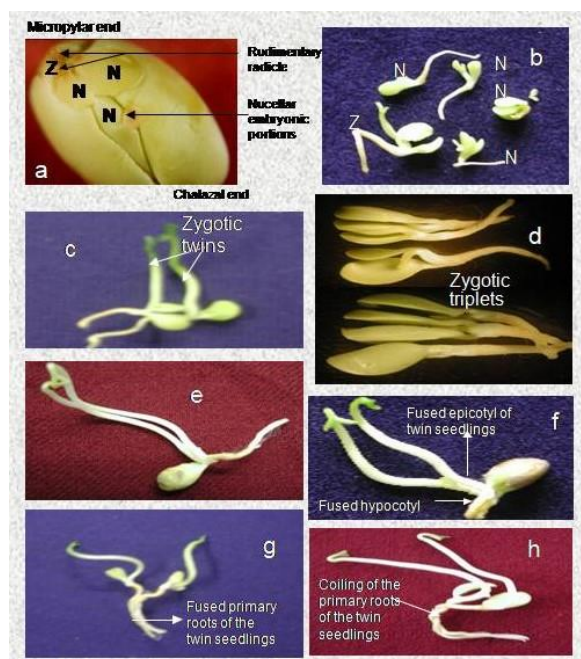 Micropylar end
Z
N
N
N
Rudimentary
radicle
Nucellar
embryonic
portions
a
Chalazal end
b
N
N
N
Z
N
c
Zygotic
twins
d
Zygotic
triplets
e
Fused epicotyl of
twin seedlings
f
Fused hypocotyl
g
Fused primary
roots of the
twin seedlings
h
Coiling of the
primary roots
of the twin
seedlings